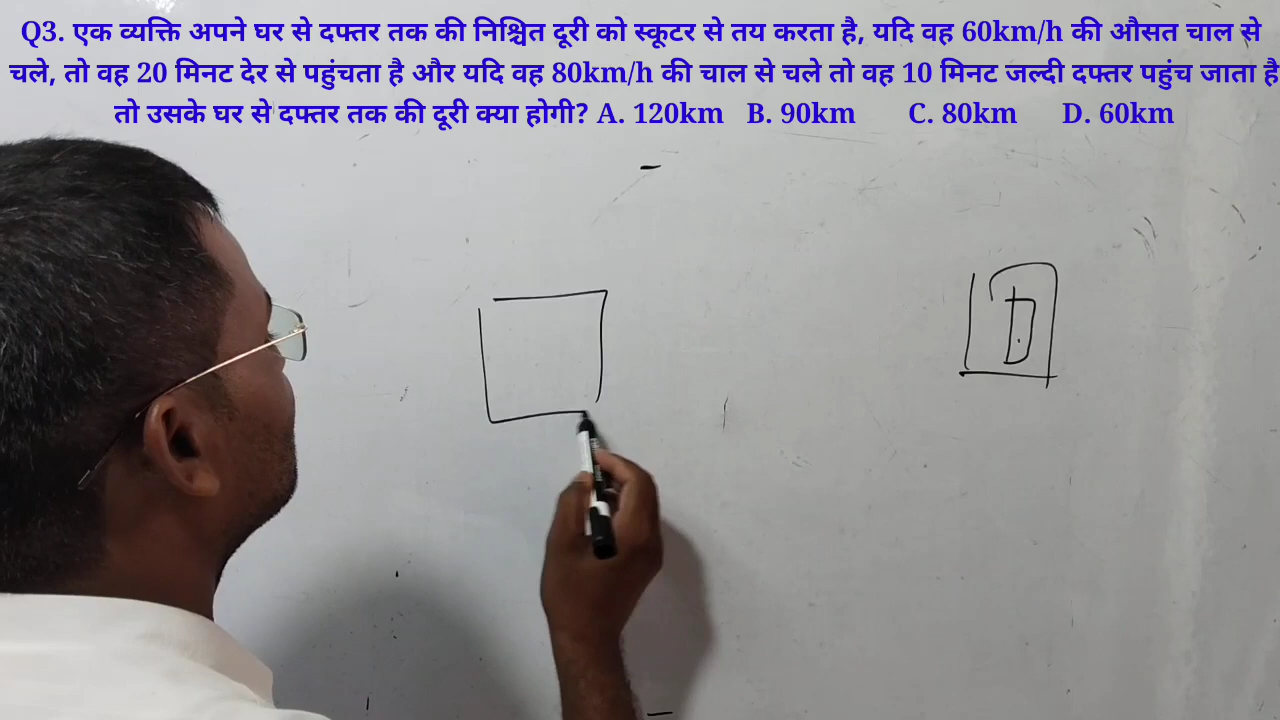 Q3. एक व्यक्ति अपने घर से दफ्तर तक की निश्चित दूरी को स्कूटर से तय करता है, यदि वह 60km/h की औसत चाल से
चले, तो वह 20 मिनट देर से पहुंचता है और यदि वह 80km/h की चाल से चले तो वह 10 मिनट जल्दी दफ्तर पहुंच जाता है
तो उसके घर से दफ्तर तक की दूरी क्या होगी? A. 120km B. 90km C. 80km D. 60km
D